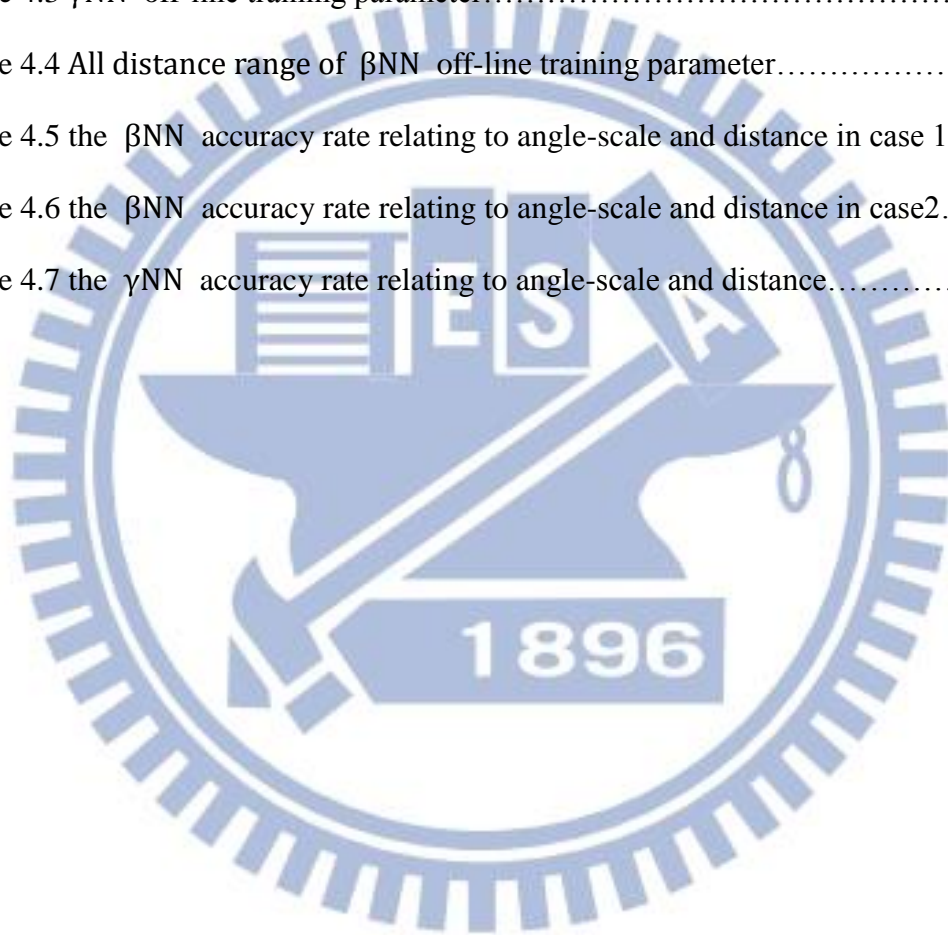 e 4.4 All distance range of βNN off-line training parameter………………
e 4.5 the βNN accuracy rate relating to angle-scale and distance in case 1
e 4.6 the βNN accuracy rate relating to angle-scale and distance in case2.
e 4.7 the γNN accuracy rate relating to angle-scale and distance…………
E S A
1896